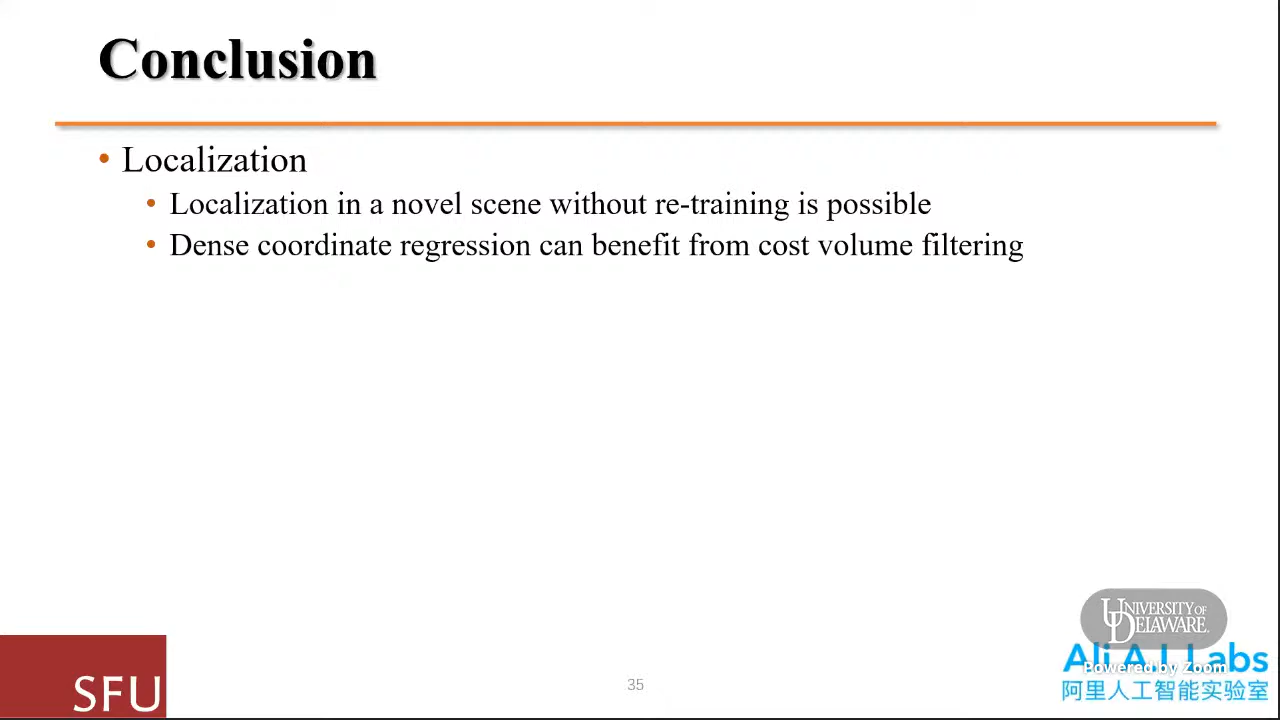 Conclusion
• Localization
• Localization in a novel scene without re-training is possible
• Dense coordinate regression can benefit from cost volume filtering
UNIVERSITY OF
DELAWARE.
Ali A.I. Labs
Powered by Zoom
阿里人工智能实验室
SFU
35